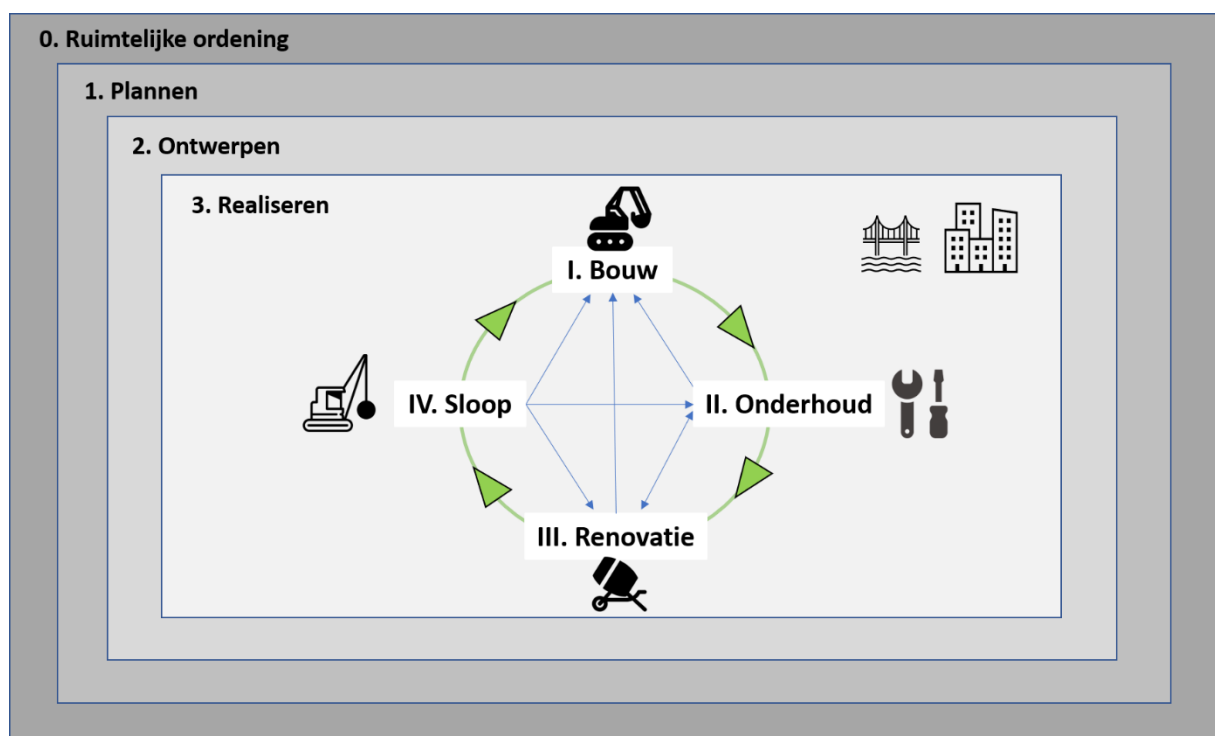 0. Ruimtelijke ordening
1. Plannen
2. Ontwerpen
3. Realiseren
I. Bouw
IV. Sloop
II. Onderhoud
III. Renovatie